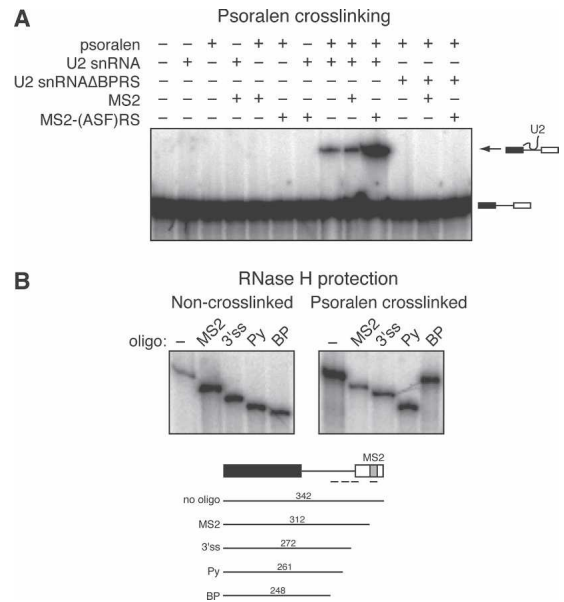 A
Psoralen crosslinking
psoralen – – + – + + – + + + + + +
U2 snRNA – + – + – – + + + + – – –
U2 snRNAΔBPRS – – – – – – – – – – + + +
MS2 – – – + + – – – + – – + –
MS2-(ASF)RS – – – – – + + – – + – – +
U2
B
RNase H protection
Non-crosslinked Psoralen crosslinked
oligo: – MS2 3'ss Py BP – MS2 3'ss Py BP
MS2
no oligo 342
MS2 312
3'ss 272
Py 261
BP 248